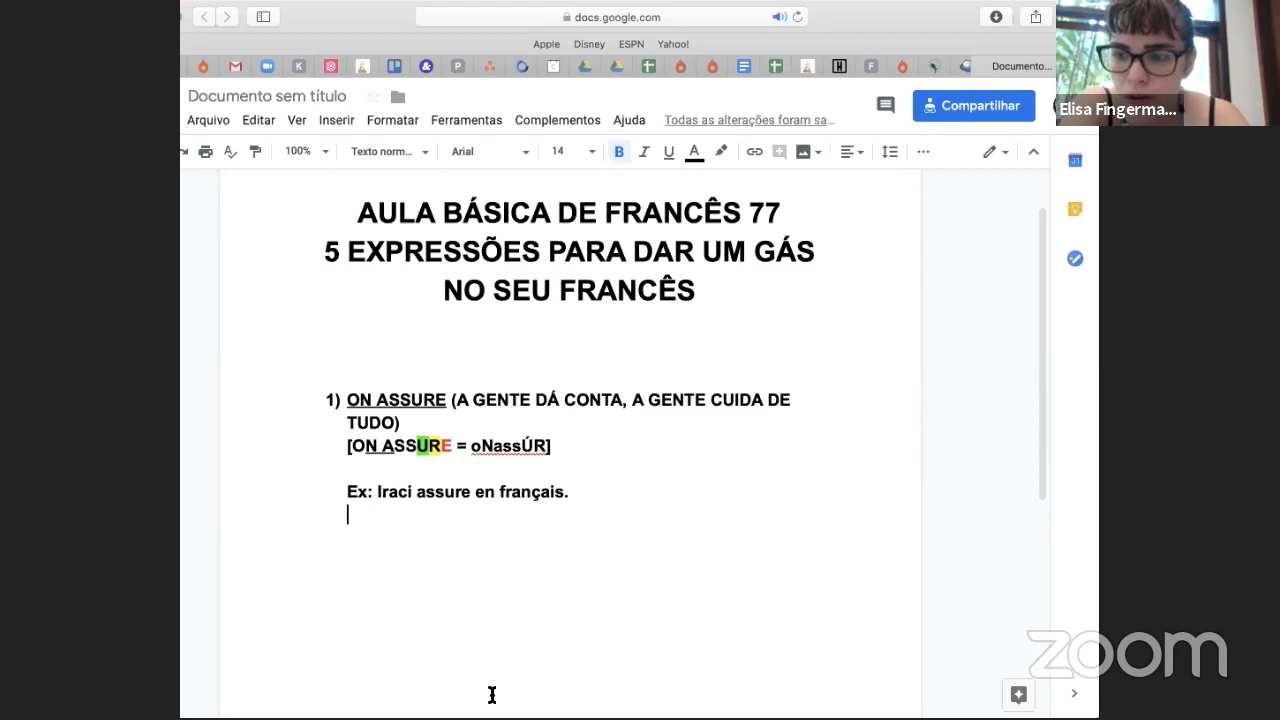 docs.google.com
Apple Disney ESPN Yahoo!
Documento...
Documento sem título
Arquivo Editar Ver Inserir Formatar Ferramentas Complementos Ajuda Todas as alterações foram sa...
Compartilhar
Elisa Fingerma...
100% Texto norm... Arial 14 B I U A
AULA BÁSICA DE FRANCÊS 77
5 EXPRESSÕES PARA DAR UM GÁS
NO SEU FRANCÊS
1) ON ASSURE (A GENTE DÁ CONTA, A GENTE CUIDA DE
TUDO)
[ON ASSURE = oNassÚR]
Ex: Iraci assure en français.
zoom